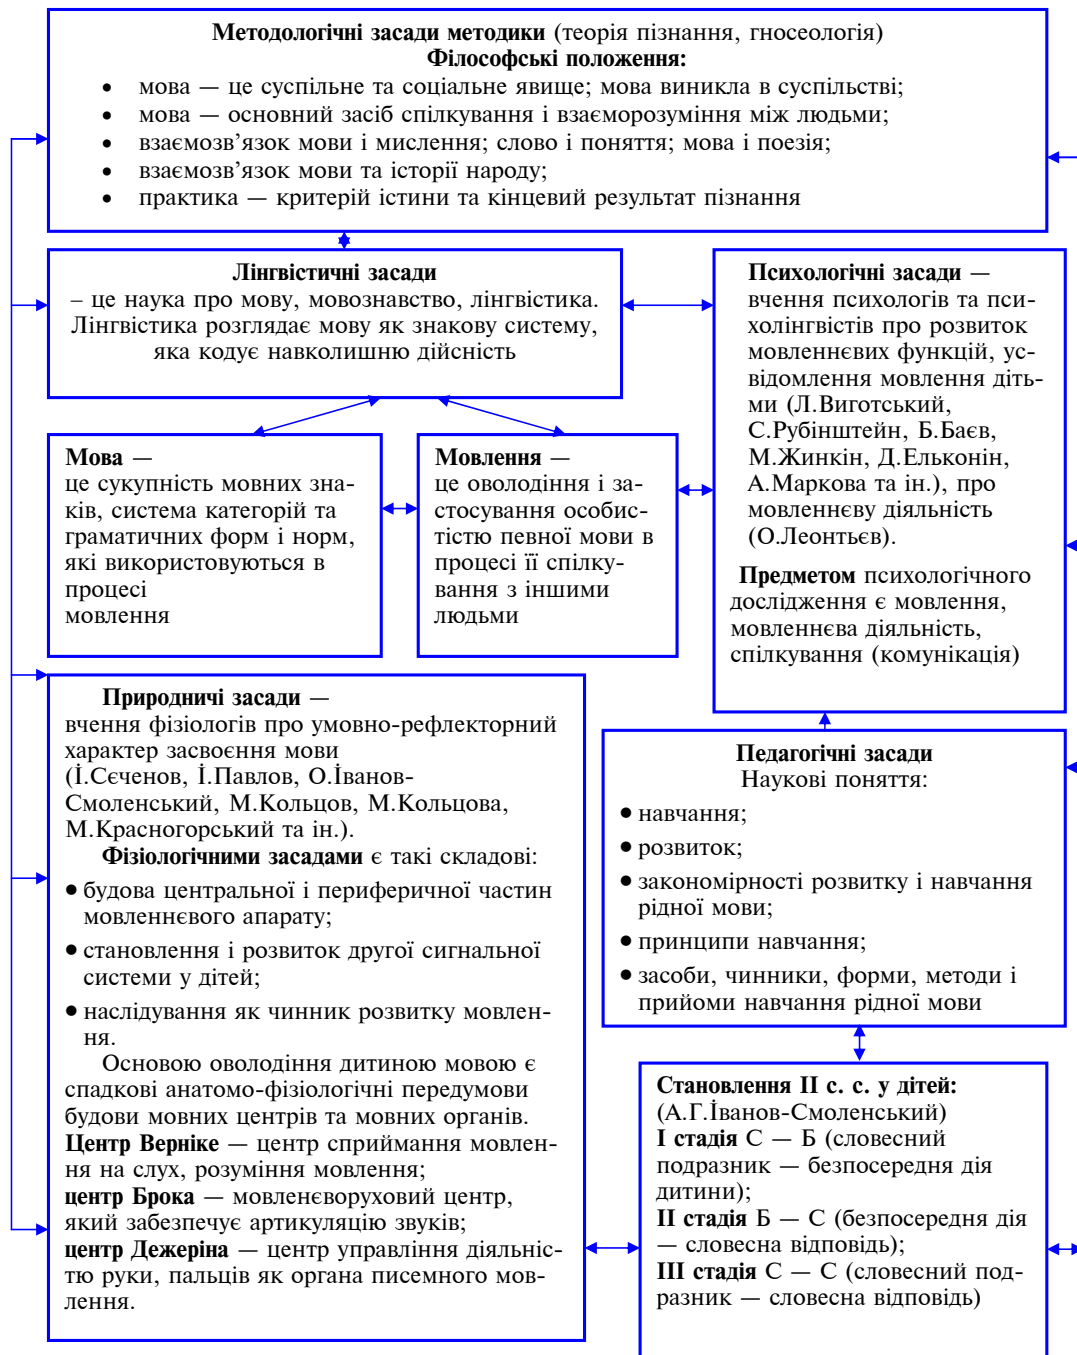 Методологічні засади методики (теорія пізнання, гносеологія)
Філософські положення:
• мова — це суспільне та соціальне явище; мова виникла в суспільстві;
• мова — основний засіб спілкування і взаєморозуміння між людьми;
• взаємозв'язок мови і мислення; слово і поняття; мова і поезія;
• взаємозв'язок мови та історії народу;
• практика — критерій істини та кінцевий результат пізнання
Лінгвістичні засади
– це наука про мову, мовознавство, лінгвістика.
Лінгвістика розглядає мову як знакову систему,
яка кодує навколишню дійсність
Психологічні засади —
вчення психологів та пси-
холінгвістів про розвиток
мовленнєвих функцій, ус-
відомлення мовлення діть-
ми (Л.Виготський,
С.Рубінштейн, Б.Баєв,
М.Жинкін, Д.Ельконін,
А.Маркова та ін.), про
мовленнєву діяльність
(О.Леонтьєв).
Предметом психологічного
дослідження є мовлення,
мовленнєва діяльність,
спілкування (комунікація)
Мова —
це сукупність мовних зна-
ків, система категорій та
граматичних форм і норм,
які використовуються в
процесі
мовлення
Мовлення —
це оволодіння і за-
стосування особис-
тістю певної мови в
процесі її спілку-
вання з іншими
людьми
Природничі засади —
вчення фізіологів про умовно-рефлекторний
характер засвоєння мови
(І.Сєченов, І.Павлов, О.Іванов-
Смоленський, М.Кольцов, М.Кольцова,
М.Красногорський та ін.).
Фізіологічними засадами є такі складові:
• будова центральної і периферичної частин
мовленнєвого апарату;
• становлення і розвиток другої сигнальної
системи у дітей;
• наслідування як чинник розвитку мовлен-
ня.
Основою оволодіння дитиною мовою є
спадкові анатомо-фізіологічні передумови
будови мовних центрів та мовних органів.
Центр Верніке — центр сприймання мовлен-
ня на слух, розуміння мовлення;
центр Брока — мовленєворуховий центр,
який забезпечує артикуляцію звуків;
центр Дежеріна — центр управління діяльніс-
тю руки, пальців як органа писемного мов-
лення.
Педагогічні засади
Наукові поняття:
• навчання;
• розвиток;
• закономірності розвитку і навчання
рідної мови;
• принципи навчання;
• засоби, чинники, форми, методи і
прийоми навчання рідної мови
Становлення II с. с. у дітей:
(А.Г.Іванов-Смоленський)
I стадія С — Б (словесний
подразник — безпосередня дія
дитини);
II стадія Б — С (безпосередня дія
— словесна відповідь);
III стадія С — С (словесний под-
разник — словесна відповідь)